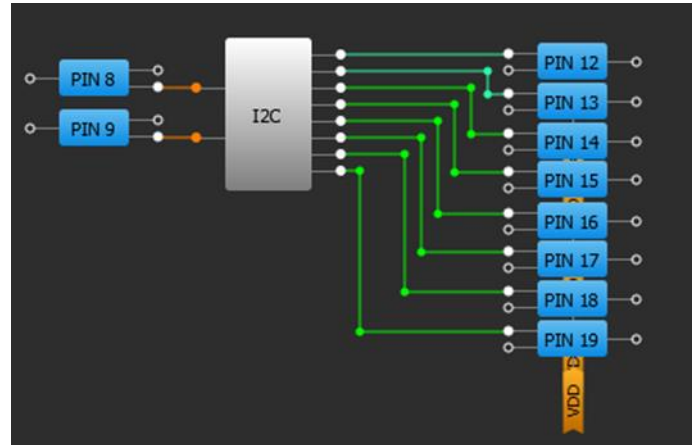 PIN 8
PIN 9
I2C
PIN 12
PIN 13
PIN 14
PIN 15
PIN 16
PIN 17
PIN 18
PIN 19
VDD